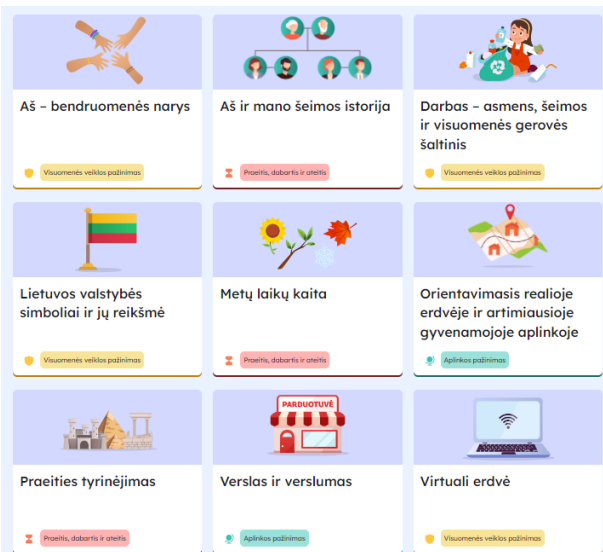 Aš – bendruomenės narys
Visuomenės veiklos pažinimas
Aš ir mano šeimos istorija
Praeitis, dabartis ir ateitis
Darbas – asmens, šeimos
ir visuomenės gerovės
šaltinis
Visuomenės veiklos pažinimas
Lietuvos valstybės
simboliai ir jų reikšmė
Visuomenės veiklos pažinimas
Metų laikų kaita
Praeitis, dabartis ir ateitis
Orientavimasis realioje
erdvėje ir artimiausioje
gyvenamojoje aplinkoje
Aplinkos pažinimas
Praeities tyrinėjimas
Praeitis, dabartis ir ateitis
PARDUOTUVĖ
Verslas ir verslumas
Aplinkos pažinimas
Virtuali erdvė
Visuomenės veiklos pažinimas